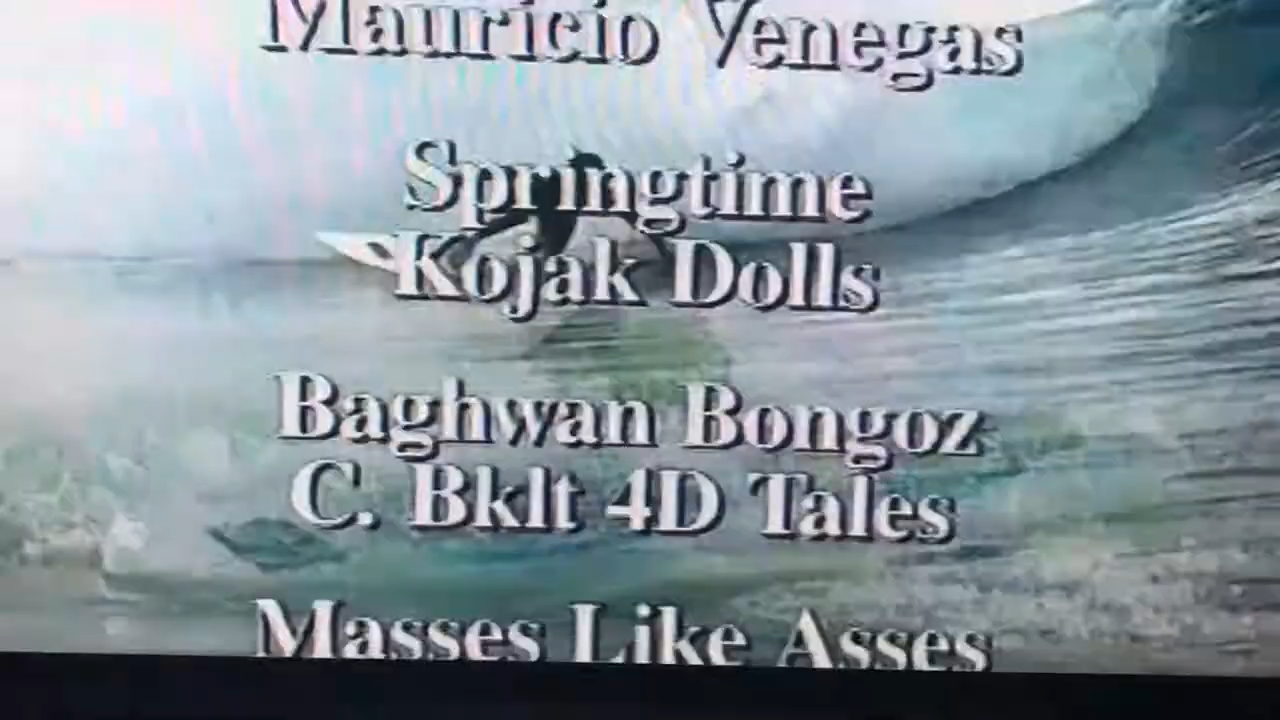 Mauricio Venegas
Springtime
Kojak Dolls
Baghwan Bongoz
C. Bklt 4D Tales
Masses Like Asses